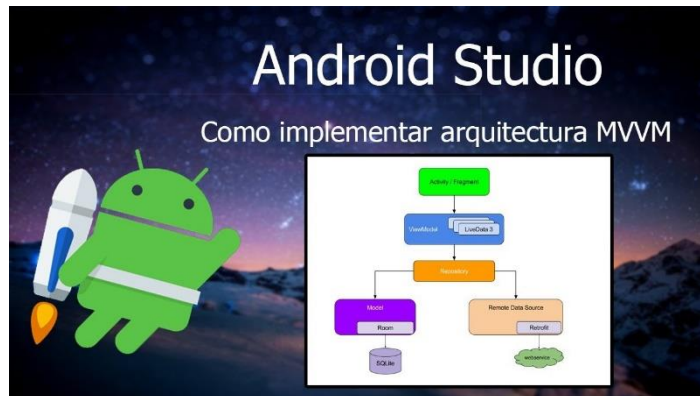 Android Studio
Como implementar arquitectura MVVM
Activity / Fragment
ViewModel
LiveData 3
Repository
Model
Remote Data Source
Room
Retrofit
SQLite
webservice